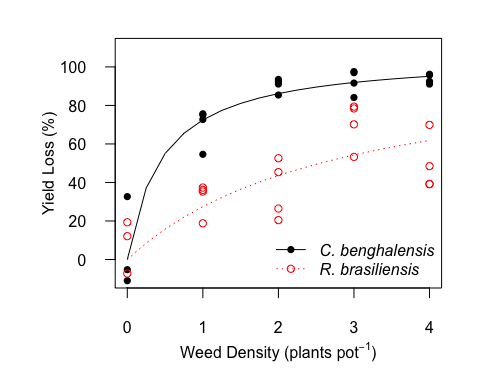 100
80
60
40
20
0
Yield Loss (%)
C. benghalensis
R. brasiliensis
0 1 2 3 4
Weed Density (plants pot⁻¹)